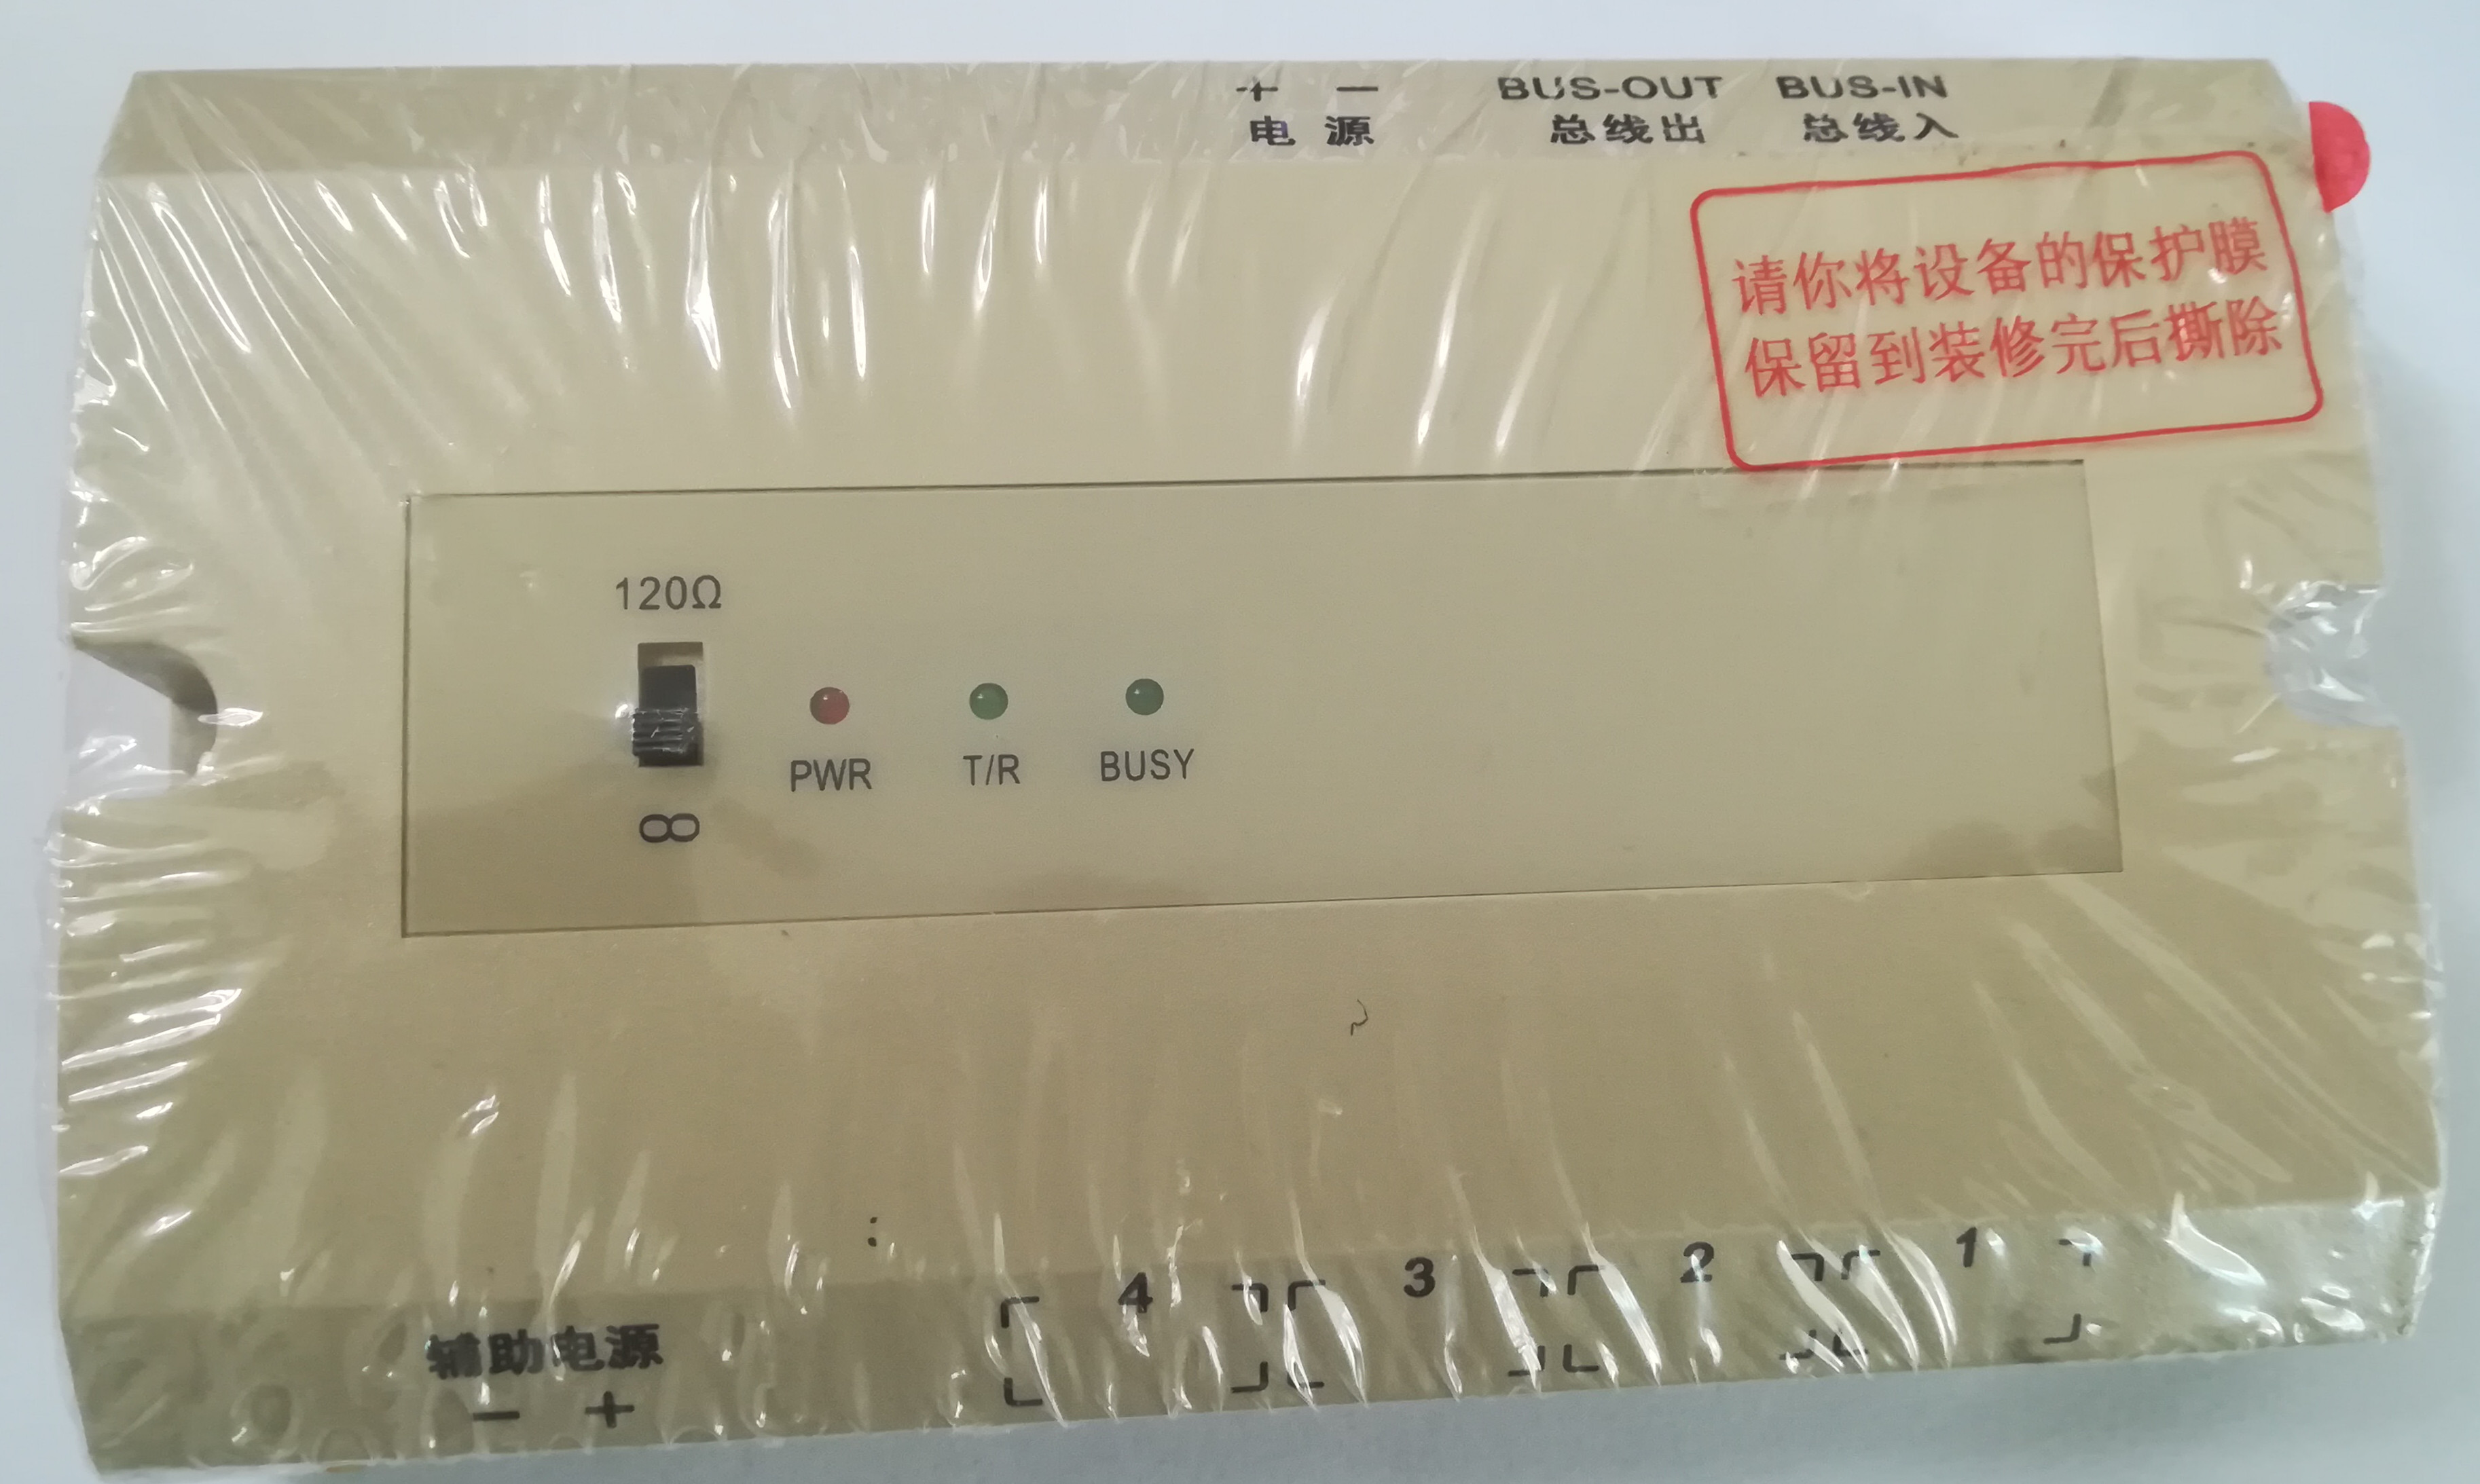 + −
电 源
BUS-OUT BUS-IN
总线出 总线入
请你将设备的保护膜
保留到装修完后撕除
120Ω
∞
PWR T/R BUSY
4 3 2 1
辅助电源
− +